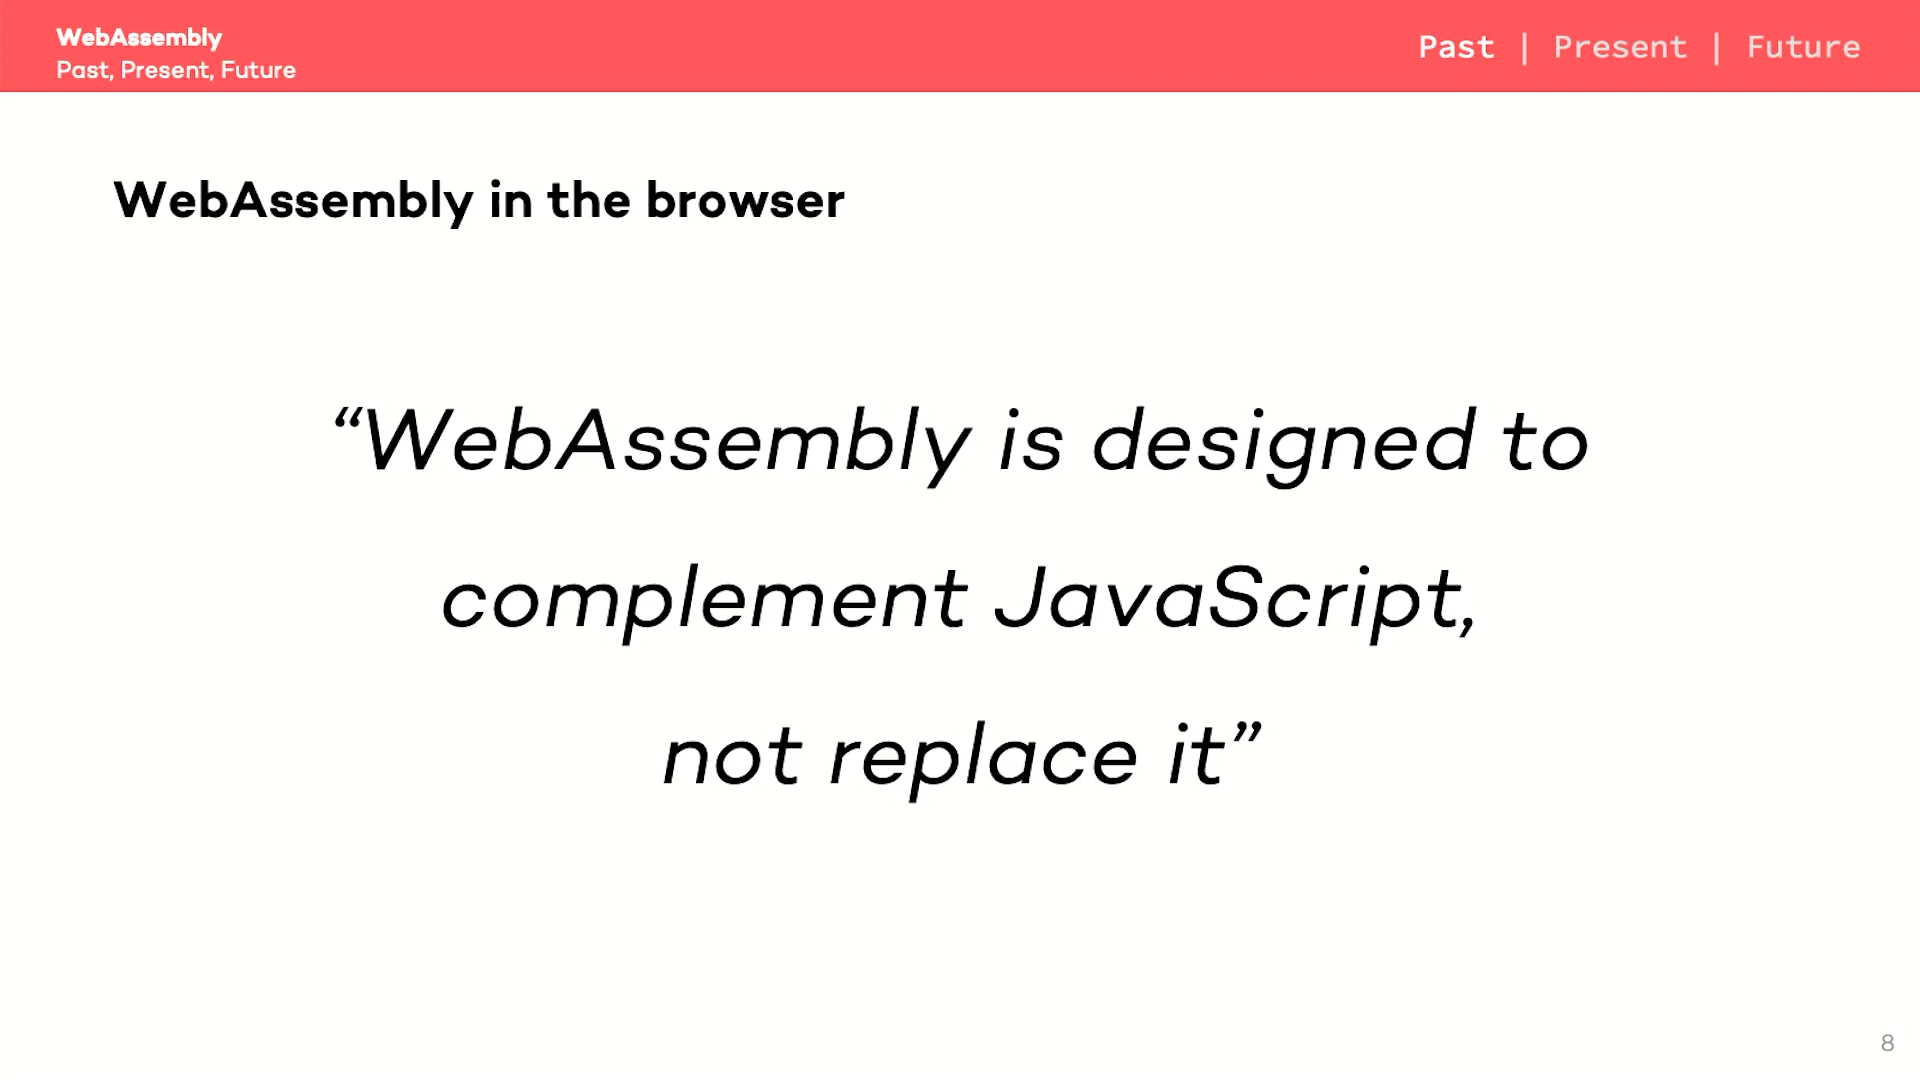 WebAssembly
Past, Present, Future
Past | Present | Future
WebAssembly in the browser
“WebAssembly is designed to
complement JavaScript,
not replace it”
8